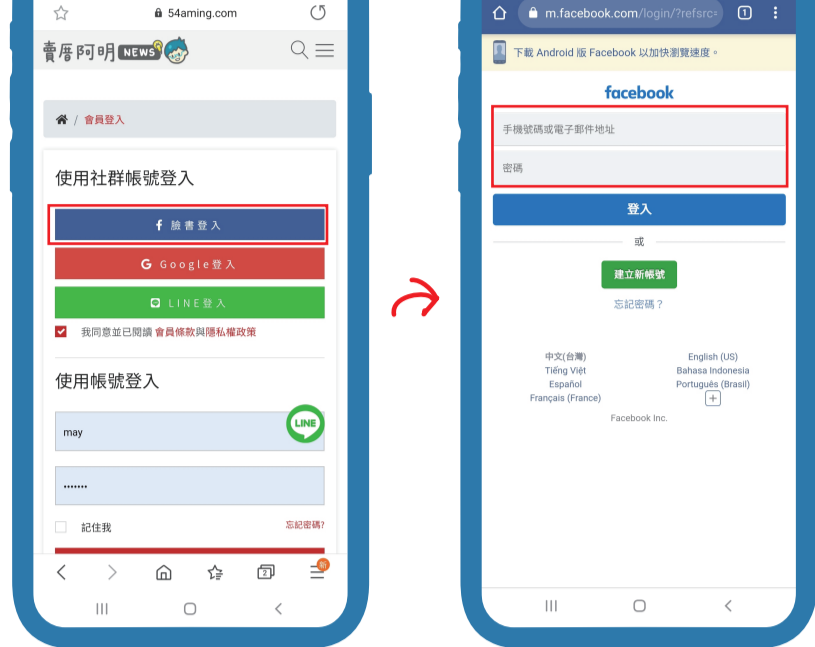 54aming.com
賣厝阿明 NEWS
/ 會員登入
使用社群帳號登入
臉書登入
G Google登入
LINE登入
我同意並已閱讀 會員條款與隱私權政策
使用帳號登入
may
LINE
•••••••
記住我
忘記密碼?
2
新
m.facebook.com/login/?refsrc=
1
下載 Android 版 Facebook 以加快瀏覽速度。
facebook
手機號碼或電子郵件地址
密碼
登入
或
建立新帳號
忘記密碼？
中文(台灣)
English (US)
Tiếng Việt
Bahasa Indonesia
Español
Português (Brasil)
Français (France)
Facebook Inc.